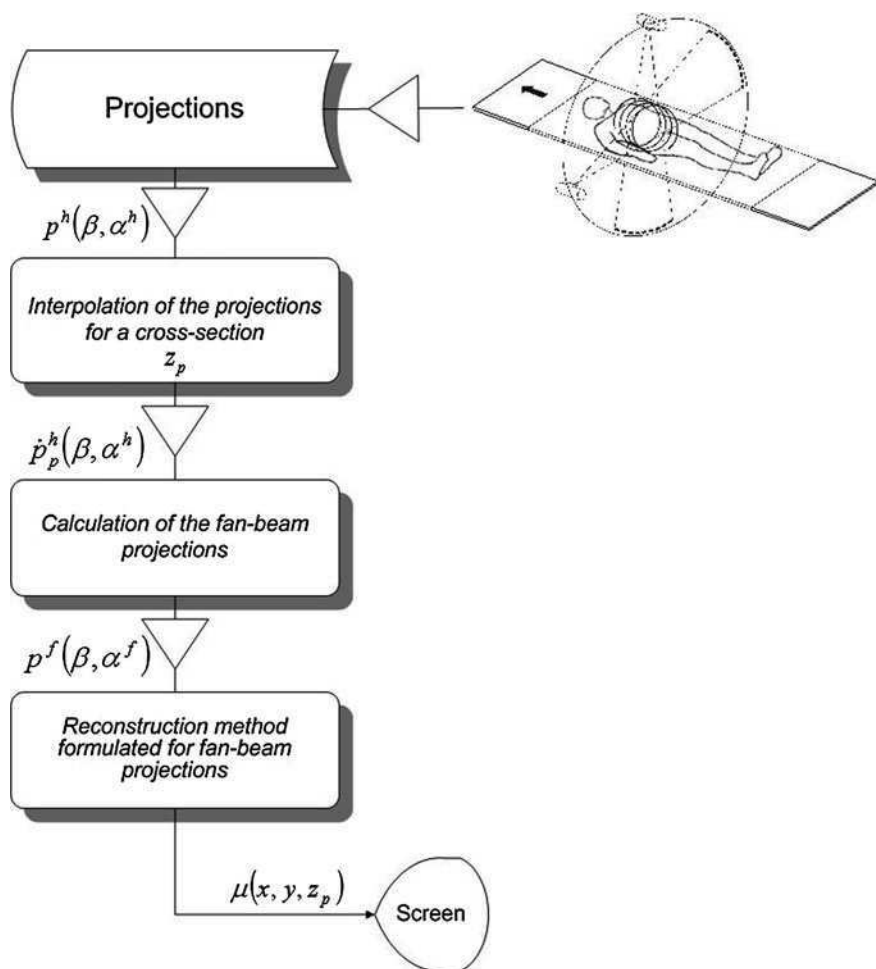 Projections
p^h(β, α^h)
Interpolation of the projections
for a cross-section
z_p
ṗ_p^h(β, α^h)
Calculation of the fan-beam
projections
p^f(β, α^f)
Reconstruction method
formulated for fan-beam
projections
μ(x, y, z_p)
Screen